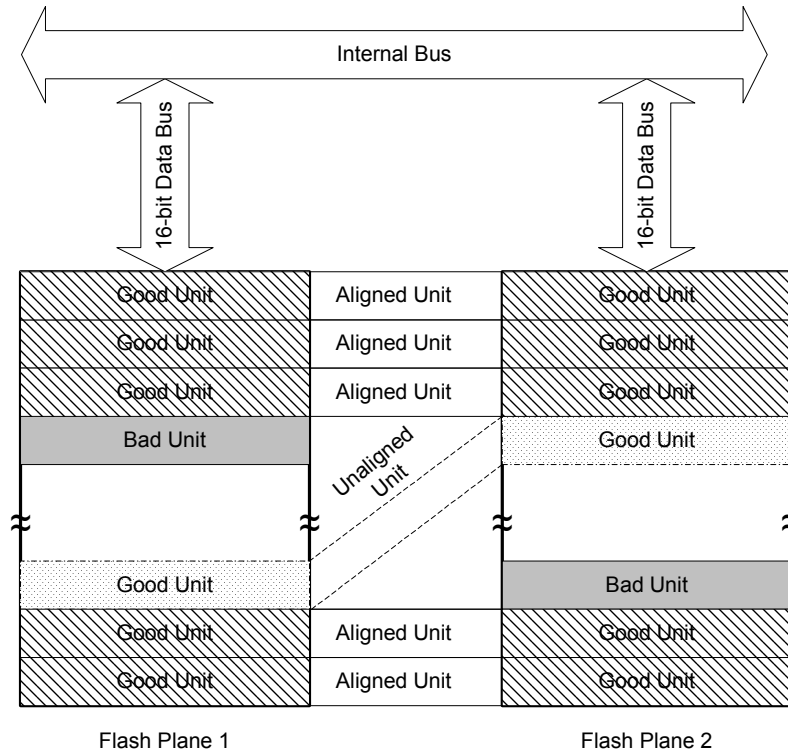 Internal Bus
16-bit Data Bus
16-bit Data Bus
Good Unit
Aligned Unit
Good Unit
Good Unit
Aligned Unit
Good Unit
Good Unit
Aligned Unit
Good Unit
Bad Unit
Good Unit
Unaligned
Unit
Good Unit
Bad Unit
Good Unit
Aligned Unit
Good Unit
Good Unit
Aligned Unit
Good Unit
Flash Plane 1
Flash Plane 2